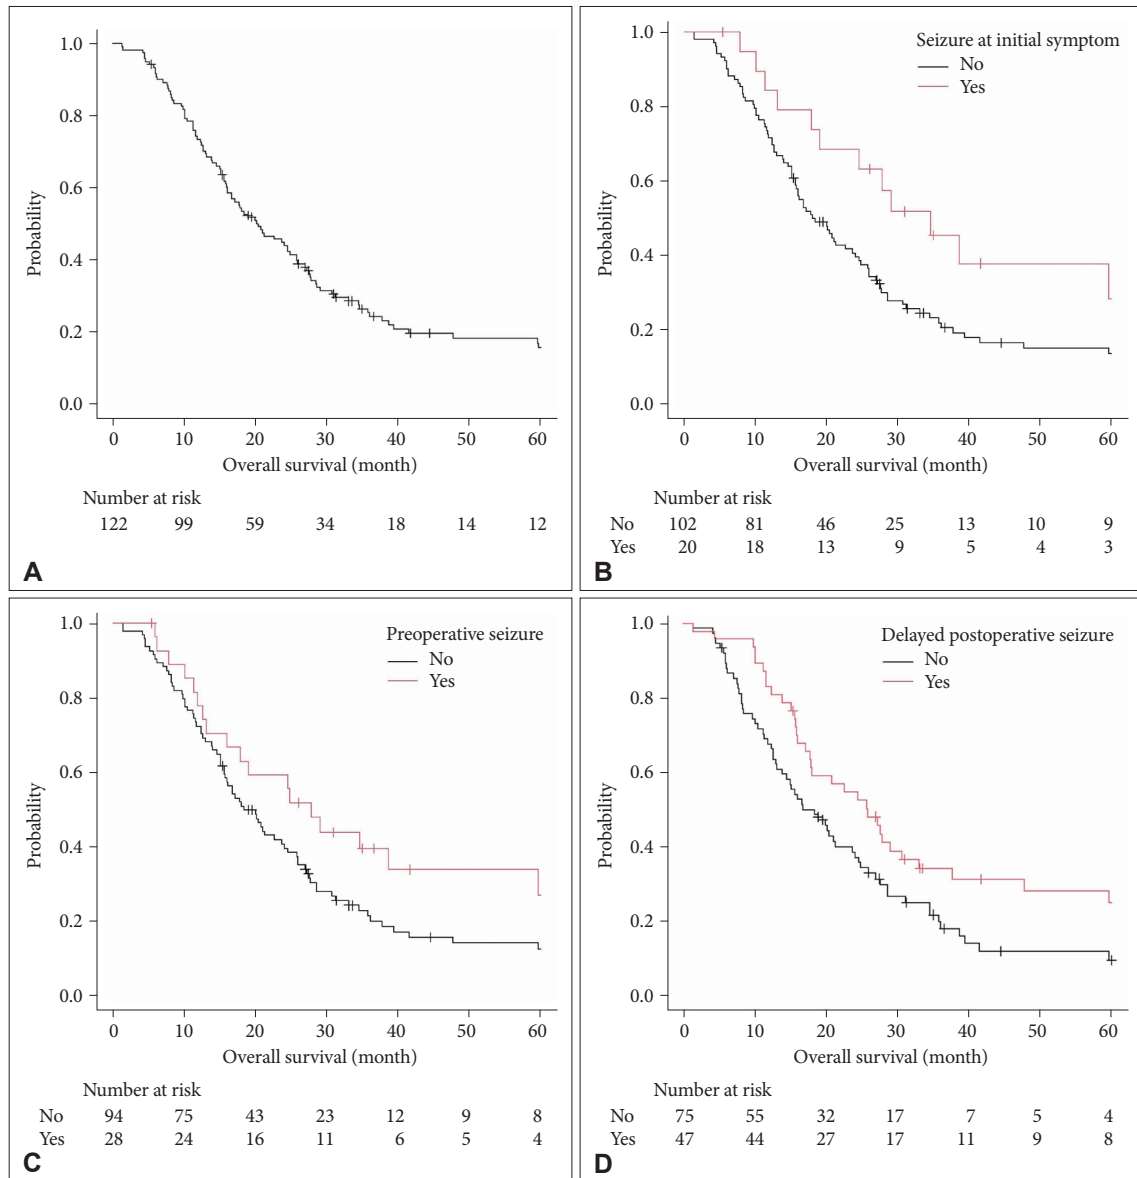 1.0
0.8
0.6
0.4
0.2
0.0
Probability
0 10 20 30 40 50 60
Overall survival (month)
Number at risk
122 99 59 34 18 14 12
A
Seizure at initial symptom
No
Yes
1.0
0.8
0.6
0.4
0.2
0.0
Probability
0 10 20 30 40 50 60
Overall survival (month)
Number at risk
No 102 81 46 25 13 10 9
Yes 20 18 13 9 5 4 3
B
Preoperative seizure
No
Yes
1.0
0.8
0.6
0.4
0.2
0.0
Probability
0 10 20 30 40 50 60
Overall survival (month)
Number at risk
No 94 75 43 23 12 9 8
Yes 28 24 16 11 6 5 4
C
Delayed postoperative seizure
No
Yes
1.0
0.8
0.6
0.4
0.2
0.0
Probability
0 10 20 30 40 50 60
Overall survival (month)
Number at risk
No 75 55 32 17 7 5 4
Yes 47 44 27 17 11 9 8
D